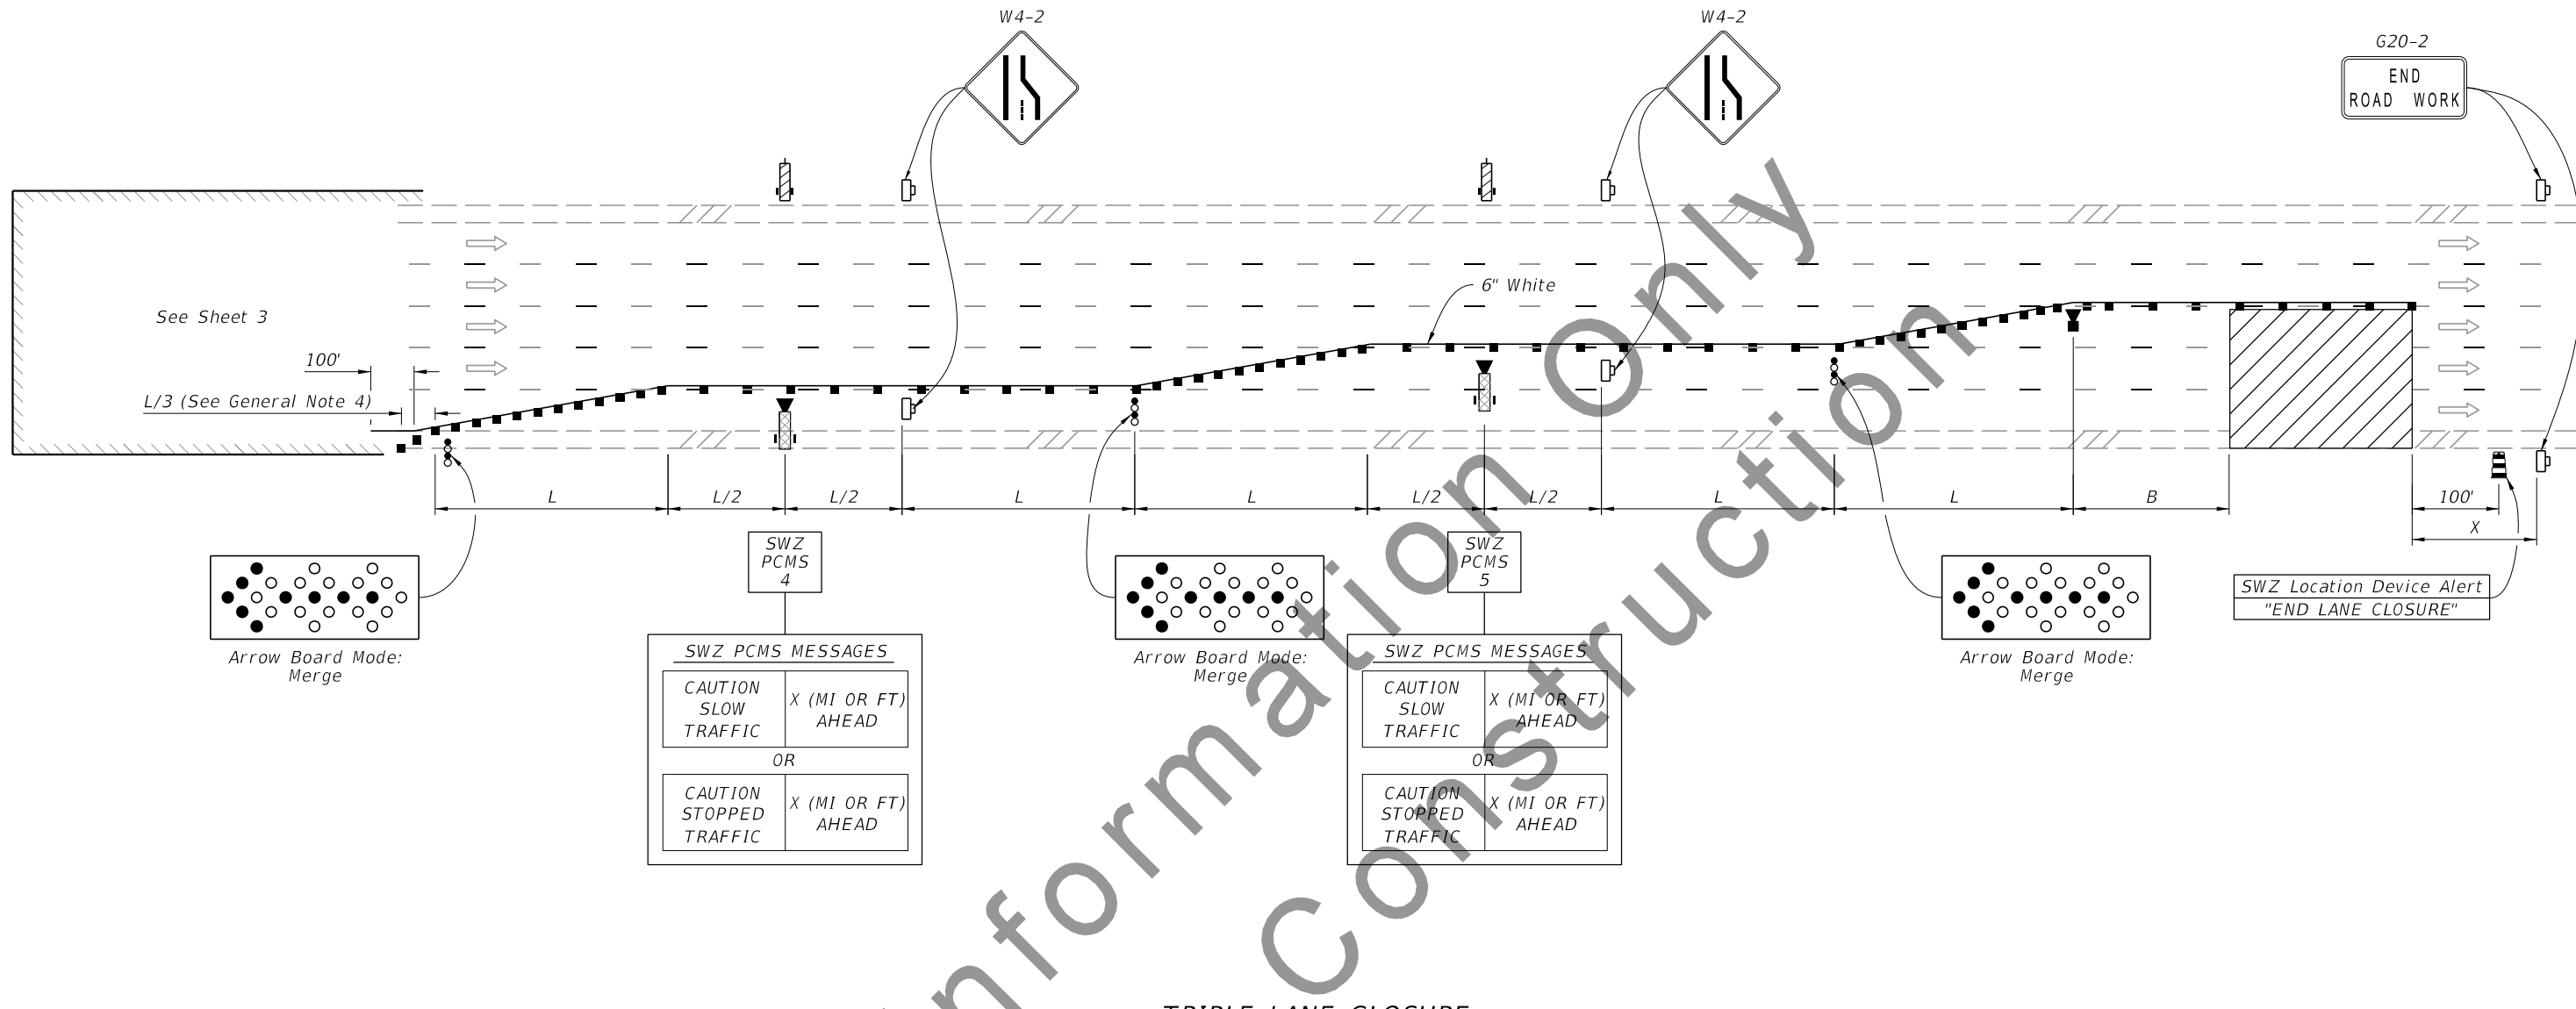 W4-2
W4-2
G20-2
END
ROAD WORK
See Sheet 3
100'
L/3 (See General Note 4)
6" White
L
L/2
L/2
L
L
L/2
L/2
L
L
B
100'
X
Arrow Board Mode:
Merge
SWZ
PCMS
4
SWZ PCMS MESSAGES
CAUTION
SLOW
TRAFFIC
X (MI OR FT)
AHEAD
OR
CAUTION
STOPPED
TRAFFIC
X (MI OR FT)
AHEAD
Arrow Board Mode:
Merge
SWZ
PCMS
5
SWZ PCMS MESSAGES
CAUTION
SLOW
TRAFFIC
X (MI OR FT)
AHEAD
OR
CAUTION
STOPPED
TRAFFIC
X (MI OR FT)
AHEAD
Arrow Board Mode:
Merge
SWZ Location Device Alert
"END LANE CLOSURE"
nformation Only
Construction
TRIPLE LANE CLOSURE